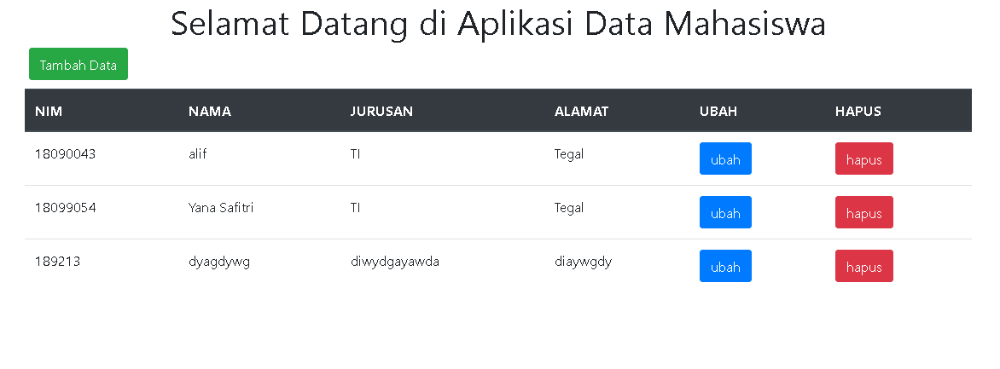 Selamat Datang di Aplikasi Data Mahasiswa
Tambah Data
NIM NAMA JURUSAN ALAMAT UBAH HAPUS
18090043 alif TI Tegal ubah hapus
18099054 Yana Safitri TI Tegal ubah hapus
189213 dyagdywg diwydgayawda diaywgdy ubah hapus